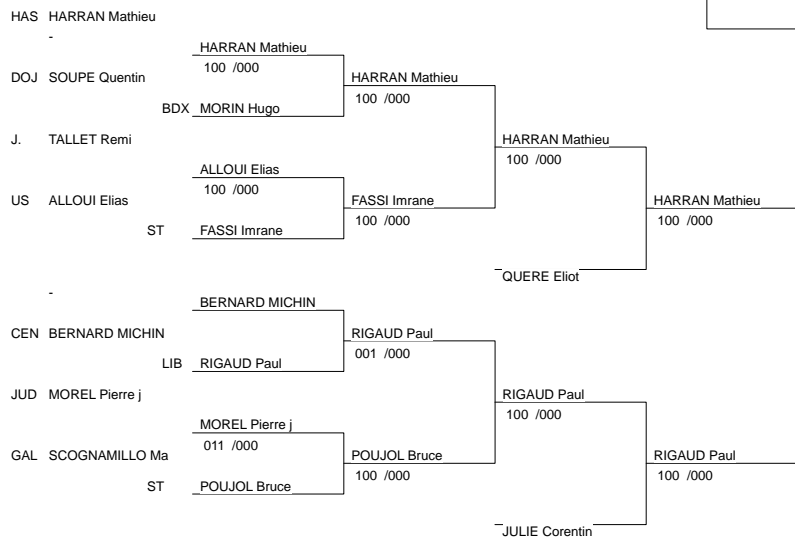 HAS HARRAN Mathieu
-
HARRAN Mathieu
100 /000
DOJ SOUPE Quentin
HARRAN Mathieu
100 /000
BDX MORIN Hugo
J. TALLET Remi
HARRAN Mathieu
100 /000
ALLOUI Elias
100 /000
US ALLOUI Elias
FASSI Imrane
100 /000
HARRAN Mathieu
100 /000
ST FASSI Imrane
QUERE Eliot
-
BERNARD MICHIN
CEN BERNARD MICHIN
RIGAUD Paul
001 /000
LIB RIGAUD Paul
JUD MOREL Pierre j
RIGAUD Paul
100 /000
MOREL Pierre j
011 /000
GAL SCOGNAMILLO Ma
POUJOL Bruce
100 /000
RIGAUD Paul
100 /000
ST POUJOL Bruce
JULIE Corentin